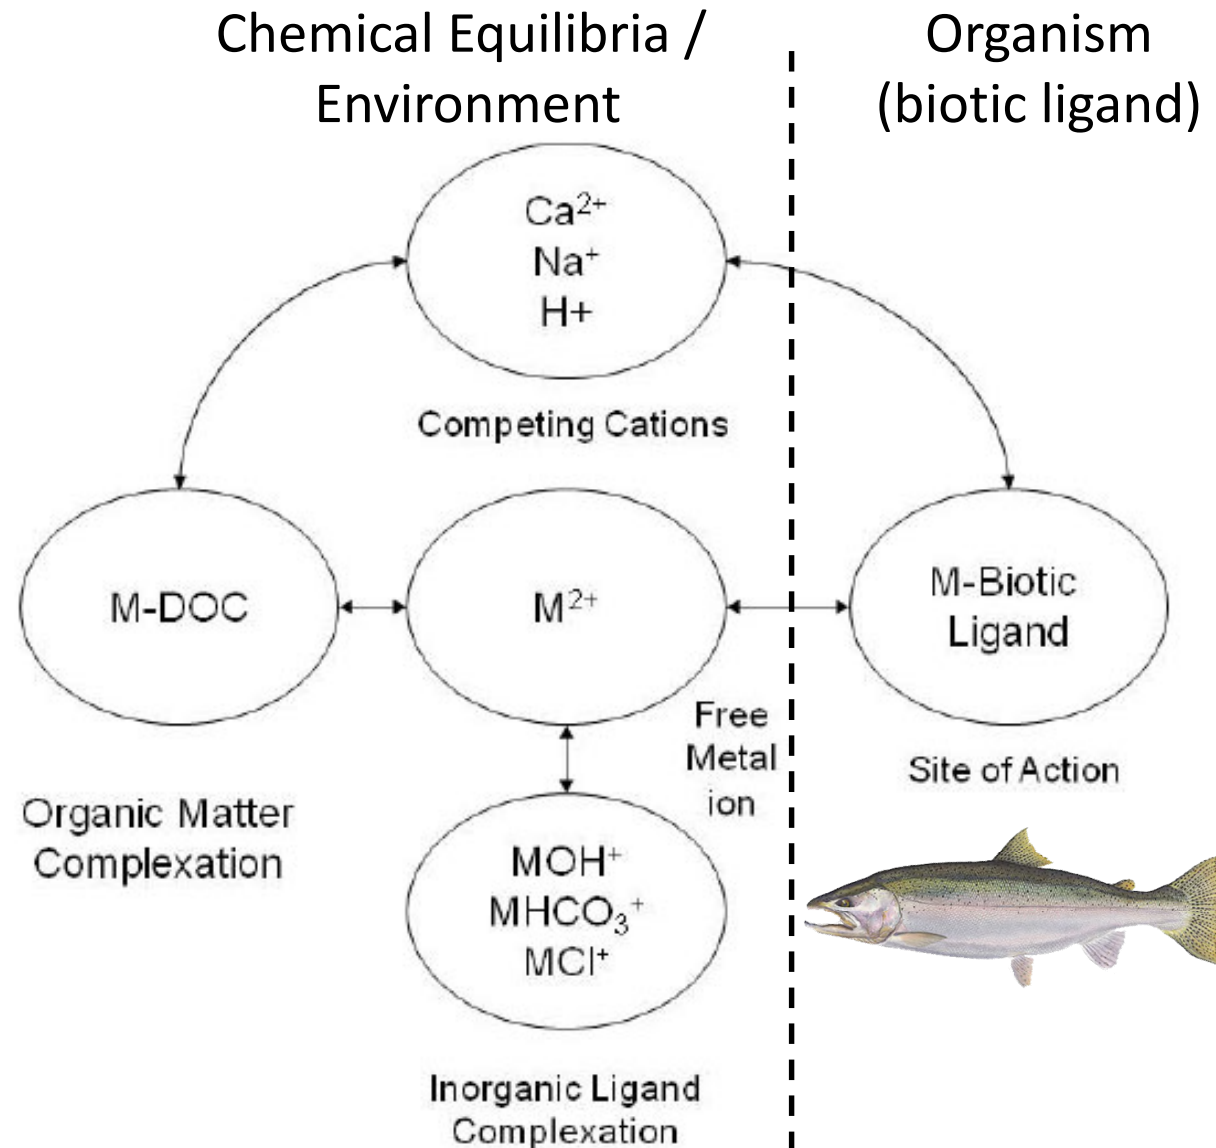 Chemical Equilibria /
Environment
Organism
(biotic ligand)
Ca²⁺
Na⁺
H+
Competing Cations
M-DOC
M²⁺
M-Biotic
Ligand
Free
Metal
ion
Site of Action
Organic Matter
Complexation
MOH⁺
MHCO₃⁺
MCl⁺
Inorganic Ligand
Complexation